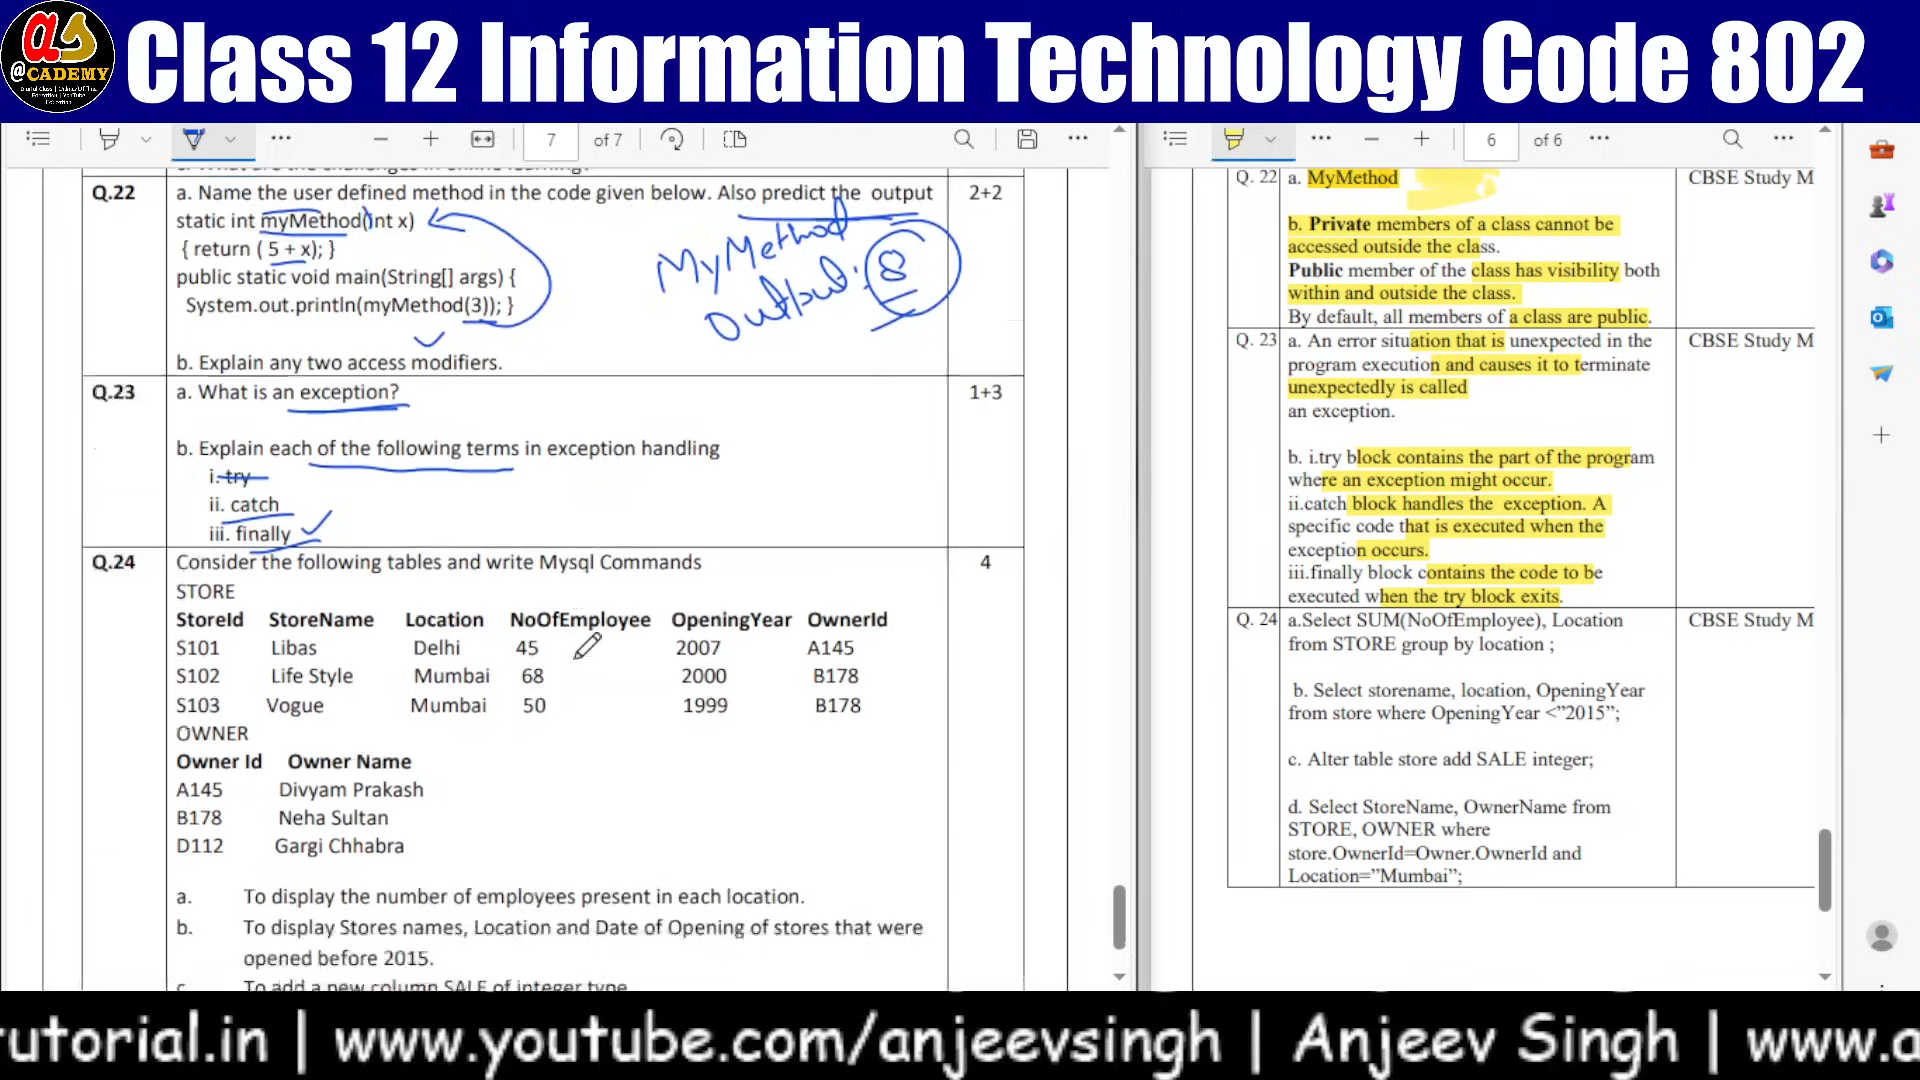 as
@CADEMY
Class 12 Information Technology Code 802
7 of 7
6 of 6
Q.22 a. Name the user defined method in the code given below. Also predict the output 2+2
static int myMethod(int x)
{ return ( 5 + x); }
public static void main(String[] args) {
System.out.println(myMethod(3)); }
MyMethod
output: 8
b. Explain any two access modifiers.
Q.23 a. What is an exception? 1+3
b. Explain each of the following terms in exception handling
i. try
ii. catch
iii. finally
Q.24 Consider the following tables and write Mysql Commands 4
STORE
StoreId StoreName Location NoOfEmployee OpeningYear OwnerId
S101 Libas Delhi 45 2007 A145
S102 Life Style Mumbai 68 2000 B178
S103 Vogue Mumbai 50 1999 B178
OWNER
Owner Id Owner Name
A145 Divyam Prakash
B178 Neha Sultan
D112 Gargi Chhabra
a. To display the number of employees present in each location.
b. To display Stores names, Location and Date of Opening of stores that were
opened before 2015.
c. To add a new column SALE of integer type
Q. 22 a. MyMethod CBSE Study M
b. Private members of a class cannot be
accessed outside the class.
Public member of the class has visibility both
within and outside the class.
By default, all members of a class are public.
Q. 23 a. An error situation that is unexpected in the CBSE Study M
program execution and causes it to terminate
unexpectedly is called
an exception.
b. i.try block contains the part of the program
where an exception might occur.
ii.catch block handles the exception. A
specific code that is executed when the
exception occurs.
iii.finally block contains the code to be
executed when the try block exits.
Q. 24 a.Select SUM(NoOfEmployee), Location CBSE Study M
from STORE group by location ;
b. Select storename, location, OpeningYear
from store where OpeningYear <”2015”;
c. Alter table store add SALE integer;
d. Select StoreName, OwnerName from
STORE, OWNER where
store.OwnerId=Owner.OwnerId and
Location=”Mumbai”;
utorial.in | www.youtube.com/anjeevsingh | Anjeev Singh | www.a